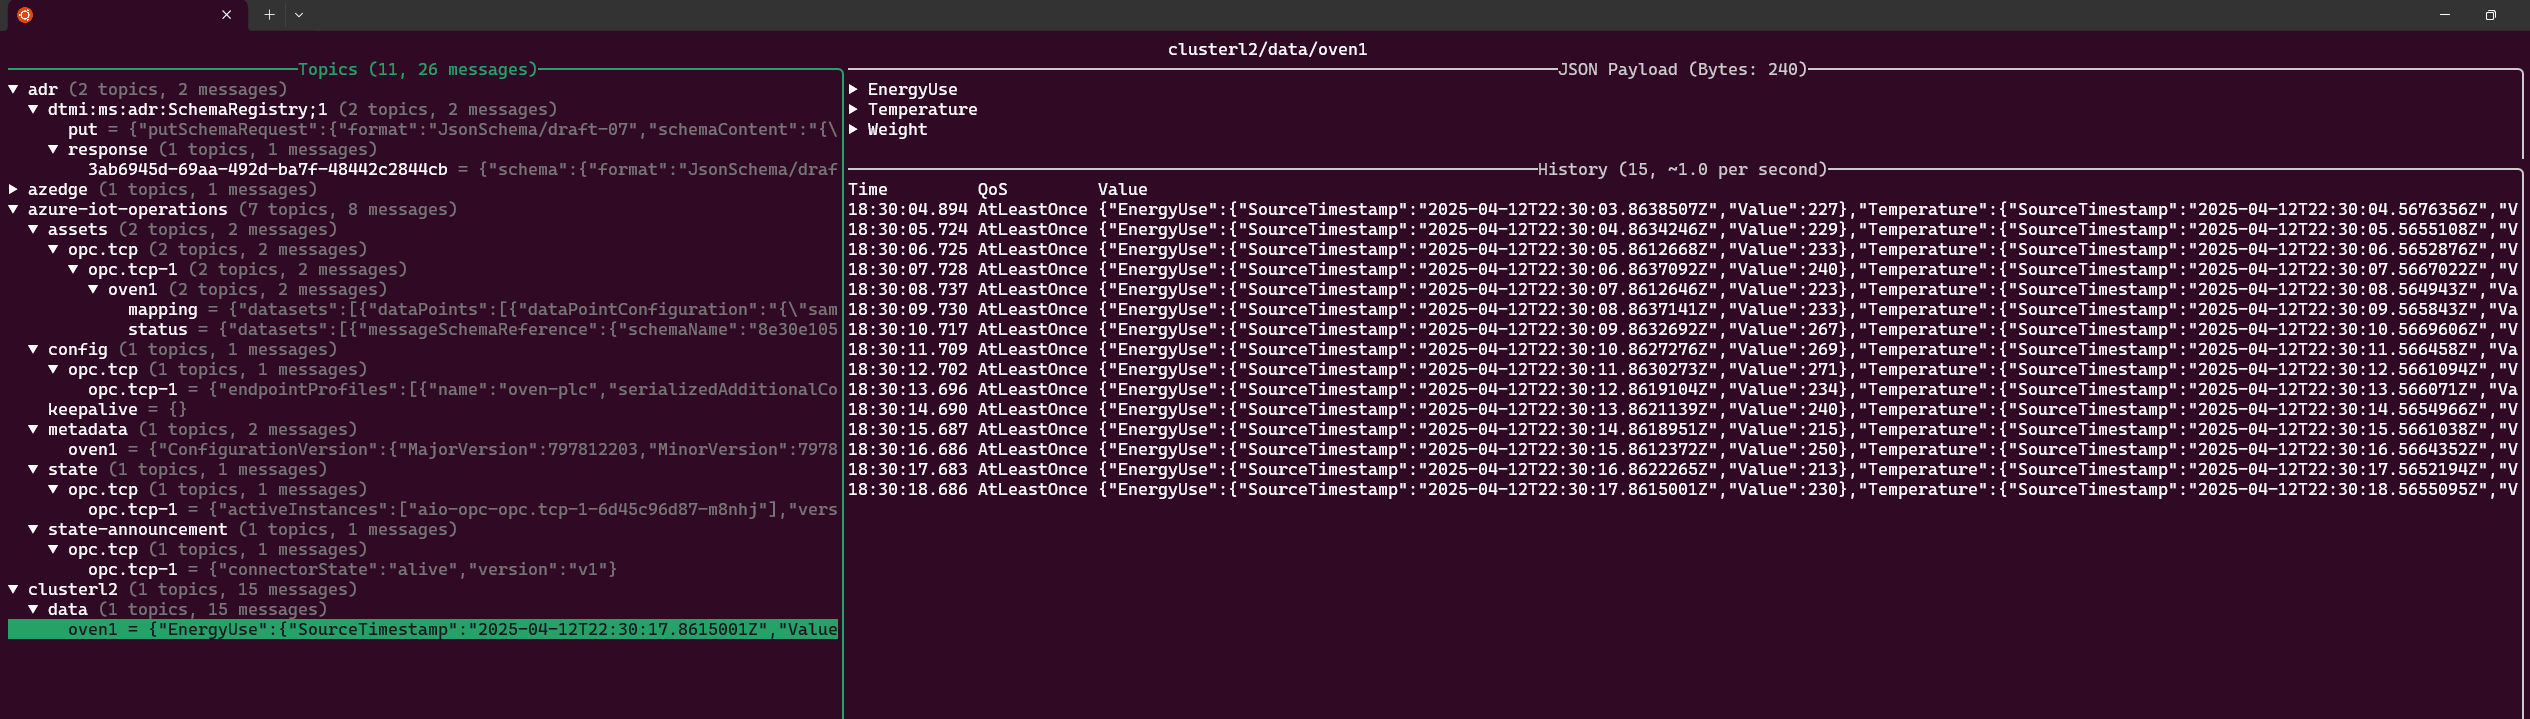 clusterl2/data/oven1
Topics (11, 26 messages)
▼ adr (2 topics, 2 messages)
▼ dtmi:ms:adr:SchemaRegistry;1 (2 topics, 2 messages)
put = {"putSchemaRequest":{"format":"JsonSchema/draft-07","schemaContent":"{\
▼ response (1 topics, 1 messages)
3ab6945d-69aa-492d-ba7f-48442c2844cb = {"schema":{"format":"JsonSchema/draf
▶ azedge (1 topics, 1 messages)
▼ azure-iot-operations (7 topics, 8 messages)
▼ assets (2 topics, 2 messages)
▼ opc.tcp (2 topics, 2 messages)
▼ opc.tcp-1 (2 topics, 2 messages)
▼ oven1 (2 topics, 2 messages)
mapping = {"datasets":[{"dataPoints":[{"dataPointConfiguration":"{\"sam
status = {"datasets":[{"messageSchemaReference":{"schemaName":"8e30e105
▼ config (1 topics, 1 messages)
▼ opc.tcp (1 topics, 1 messages)
opc.tcp-1 = {"endpointProfiles":[{"name":"oven-plc","serializedAdditionalCo
keepalive = {}
▼ metadata (1 topics, 2 messages)
oven1 = {"ConfigurationVersion":{"MajorVersion":797812203,"MinorVersion":7978
▼ state (1 topics, 1 messages)
▼ opc.tcp (1 topics, 1 messages)
opc.tcp-1 = {"activeInstances":["aio-opc-opc.tcp-1-6d45c96d87-m8nhj"],"vers
▼ state-announcement (1 topics, 1 messages)
▼ opc.tcp (1 topics, 1 messages)
opc.tcp-1 = {"connectorState":"alive","version":"v1"}
▼ clusterl2 (1 topics, 15 messages)
▼ data (1 topics, 15 messages)
oven1 = {"EnergyUse":{"SourceTimestamp":"2025-04-12T22:30:17.8615001Z","Value
JSON Payload (Bytes: 240)
▶ EnergyUse
▶ Temperature
▶ Weight
History (15, ~1.0 per second)
Time QoS Value
18:30:04.894 AtLeastOnce {"EnergyUse":{"SourceTimestamp":"2025-04-12T22:30:03.8638507Z","Value":227},"Temperature":{"SourceTimestamp":"2025-04-12T22:30:04.5676356Z","V
18:30:05.724 AtLeastOnce {"EnergyUse":{"SourceTimestamp":"2025-04-12T22:30:04.8634246Z","Value":229},"Temperature":{"SourceTimestamp":"2025-04-12T22:30:05.5655108Z","V
18:30:06.725 AtLeastOnce {"EnergyUse":{"SourceTimestamp":"2025-04-12T22:30:05.8612668Z","Value":233},"Temperature":{"SourceTimestamp":"2025-04-12T22:30:06.5652876Z","V
18:30:07.728 AtLeastOnce {"EnergyUse":{"SourceTimestamp":"2025-04-12T22:30:06.8637092Z","Value":240},"Temperature":{"SourceTimestamp":"2025-04-12T22:30:07.5667022Z","V
18:30:08.737 AtLeastOnce {"EnergyUse":{"SourceTimestamp":"2025-04-12T22:30:07.8612646Z","Value":223},"Temperature":{"SourceTimestamp":"2025-04-12T22:30:08.564943Z","Va
18:30:09.730 AtLeastOnce {"EnergyUse":{"SourceTimestamp":"2025-04-12T22:30:08.8637141Z","Value":233},"Temperature":{"SourceTimestamp":"2025-04-12T22:30:09.565843Z","Va
18:30:10.717 AtLeastOnce {"EnergyUse":{"SourceTimestamp":"2025-04-12T22:30:09.8632692Z","Value":267},"Temperature":{"SourceTimestamp":"2025-04-12T22:30:10.5669606Z","V
18:30:11.709 AtLeastOnce {"EnergyUse":{"SourceTimestamp":"2025-04-12T22:30:10.8627276Z","Value":269},"Temperature":{"SourceTimestamp":"2025-04-12T22:30:11.566458Z","Va
18:30:12.702 AtLeastOnce {"EnergyUse":{"SourceTimestamp":"2025-04-12T22:30:11.8630273Z","Value":271},"Temperature":{"SourceTimestamp":"2025-04-12T22:30:12.5661094Z","V
18:30:13.696 AtLeastOnce {"EnergyUse":{"SourceTimestamp":"2025-04-12T22:30:12.8619104Z","Value":234},"Temperature":{"SourceTimestamp":"2025-04-12T22:30:13.566071Z","Va
18:30:14.690 AtLeastOnce {"EnergyUse":{"SourceTimestamp":"2025-04-12T22:30:13.8621139Z","Value":240},"Temperature":{"SourceTimestamp":"2025-04-12T22:30:14.5654966Z","V
18:30:15.687 AtLeastOnce {"EnergyUse":{"SourceTimestamp":"2025-04-12T22:30:14.8618951Z","Value":215},"Temperature":{"SourceTimestamp":"2025-04-12T22:30:15.5661038Z","V
18:30:16.686 AtLeastOnce {"EnergyUse":{"SourceTimestamp":"2025-04-12T22:30:15.8612372Z","Value":250},"Temperature":{"SourceTimestamp":"2025-04-12T22:30:16.5664352Z","V
18:30:17.683 AtLeastOnce {"EnergyUse":{"SourceTimestamp":"2025-04-12T22:30:16.8622265Z","Value":213},"Temperature":{"SourceTimestamp":"2025-04-12T22:30:17.5652194Z","V
18:30:18.686 AtLeastOnce {"EnergyUse":{"SourceTimestamp":"2025-04-12T22:30:17.8615001Z","Value":230},"Temperature":{"SourceTimestamp":"2025-04-12T22:30:18.5655095Z","V